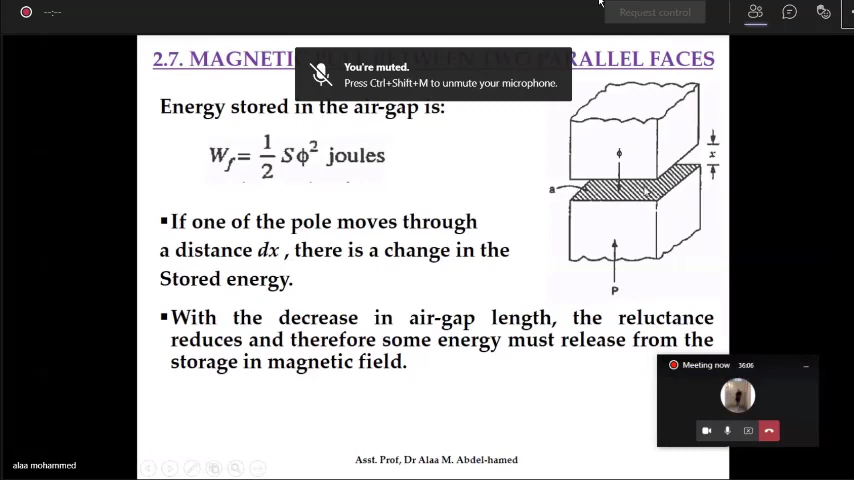 --:--
Request control
2.7. MAGNETI
PARALLEL FACES
You're muted.
Press Ctrl+Shift+M to unmute your microphone.
Energy stored in the air-gap is:
W_f = 1/2 Sϕ² joules
ϕ
x
a
P
▪If one of the pole moves through
a distance dx , there is a change in the
Stored energy.
▪With the decrease in air-gap length, the reluctance
reduces and therefore some energy must release from the
storage in magnetic field.
Meeting now 36:06
alaa mohammed
Asst. Prof, Dr Alaa M. Abdel-hamed